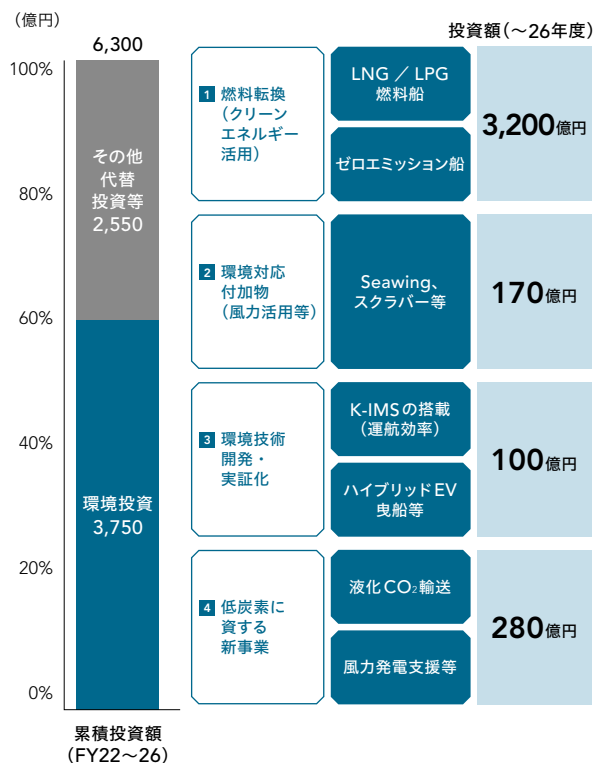 （億円）
6,300
100%
80%
60%
40%
20%
0%
その他
代替
投資等
2,550
環境投資
3,750
累積投資額
（FY22～26）
投資額（～26年度）
1 燃料転換
（クリーン
エネルギー
活用）
LNG ／ LPG
燃料船
ゼロエミッション船
3,200億円
2 環境対応
付加物
（風力活用等）
Seawing、
スクラバー等
170億円
3 環境技術
開発・
実証化
K-IMSの搭載
（運航効率）
ハイブリッドEV
曳船等
100億円
4 低炭素に
資する
新事業
液化CO₂輸送
風力発電支援等
280億円